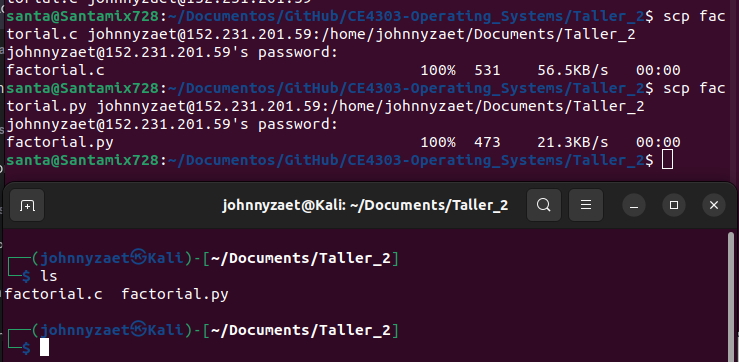 santa@Santamix728:~/Documentos/GitHub/CE4303-Operating_Systems/Taller_2$ scp fac
torial.c johnnyzaet@152.231.201.59:/home/johnnyzaet/Documents/Taller_2
johnnyzaet@152.231.201.59's password:
factorial.c 100% 531 56.5KB/s 00:00
santa@Santamix728:~/Documentos/GitHub/CE4303-Operating_Systems/Taller_2$ scp fac
torial.py johnnyzaet@152.231.201.59:/home/johnnyzaet/Documents/Taller_2
johnnyzaet@152.231.201.59's password:
factorial.py 100% 473 21.3KB/s 00:00
santa@Santamix728:~/Documentos/GitHub/CE4303-Operating_Systems/Taller_2$
johnnyzaet@Kali: ~/Documents/Taller_2
┌──(johnnyzaet㉿Kali)-[~/Documents/Taller_2]
└─$ ls
factorial.c factorial.py
┌──(johnnyzaet㉿Kali)-[~/Documents/Taller_2]
└─$